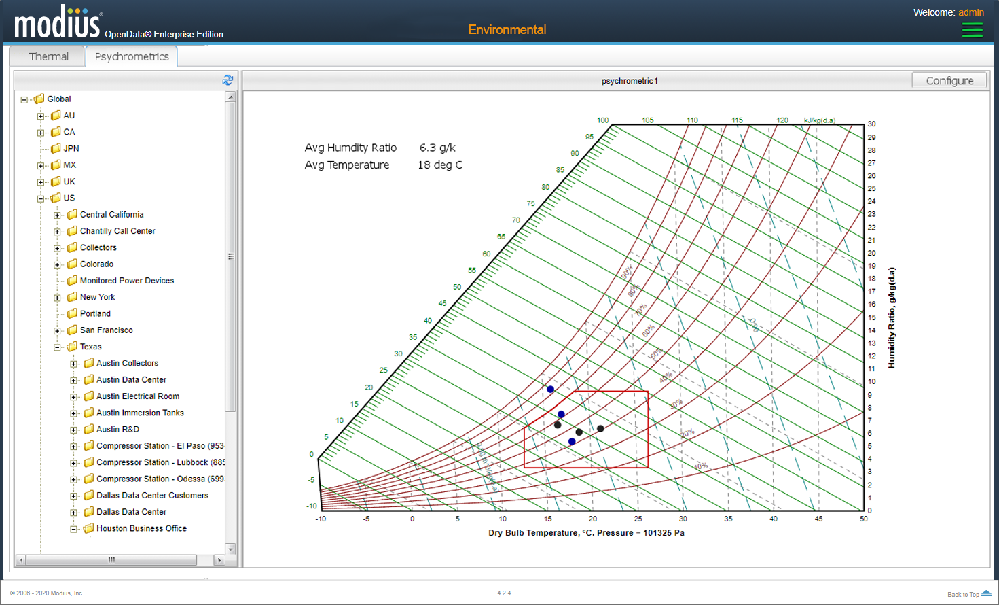 modius®
OpenData® Enterprise Edition
Environmental
Welcome: admin
Thermal
Psychrometrics
psychrometric1
Configure
Global
AU
CA
JPN
MX
UK
US
Central California
Chantilly Call Center
Collectors
Colorado
Monitored Power Devices
New York
Portland
San Francisco
Texas
Austin Collectors
Austin Data Center
Austin Electrical Room
Austin Immersion Tanks
Austin R&D
Compressor Station - El Paso (953-
Compressor Station - Lubbock (885
Compressor Station - Odessa (699
Dallas Data Center Customers
Dallas Data Center
Houston Business Office
Avg Humdity Ratio 6.3 g/k
Avg Temperature 18 deg C
100 105 110 115 120 kJ/kg(d.a)
95
90
85
80
75
70
65
60
55
50
45
40
35
30
25
20
15
10
5
0
-5
-10
90%
80%
70%
60%
50%
40%
30%
20%
10%
30
29
28
27
26
25
24
23
22
21
20
19
18
17
16
15
14
13
12
11
10
9
8
7
6
5
4
3
2
1
0
Humidity Ratio, g/kg(d.a)
-10 -5 0 5 10 15 20 25 30 35 40 45 50
Dry Bulb Temperature, °C. Pressure = 101325 Pa
© 2006 - 2020 Modius, Inc.
4.2.4
Back to Top